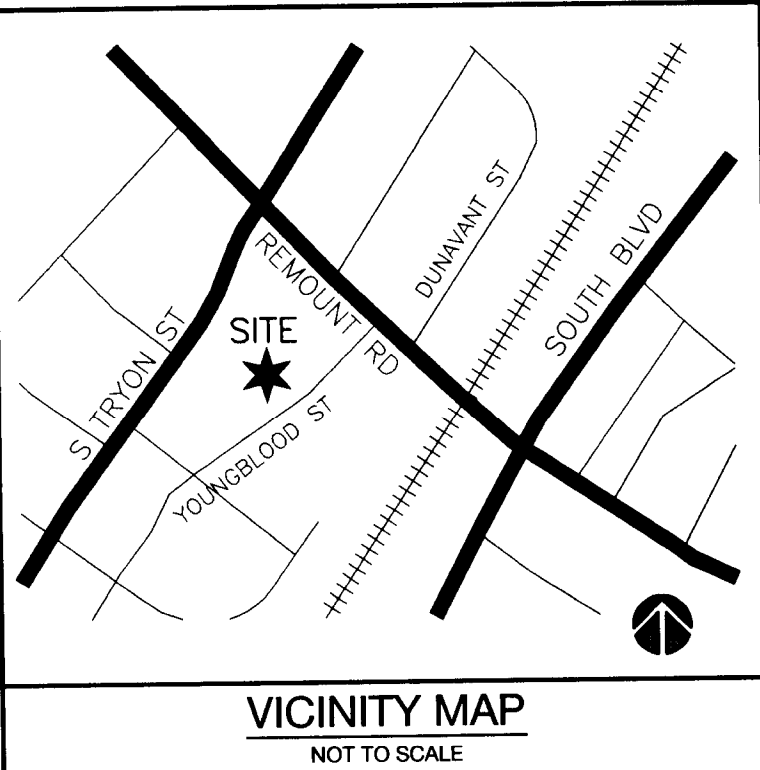 DUNAVANT ST
SOUTH BLVD
REMOUNT RD
SITE
S TRYON ST
YOUNGBLOOD ST
VICINITY MAP
NOT TO SCALE